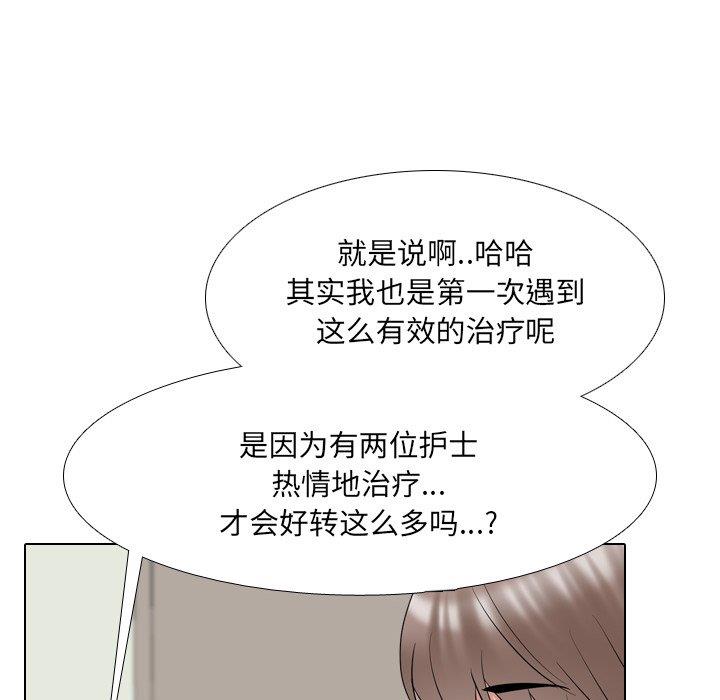 就是说啊..哈哈
其实我也是第一次遇到
这么有效的治疗呢
是因为有两位护士
热情地治疗...
才会好转这么多吗...?